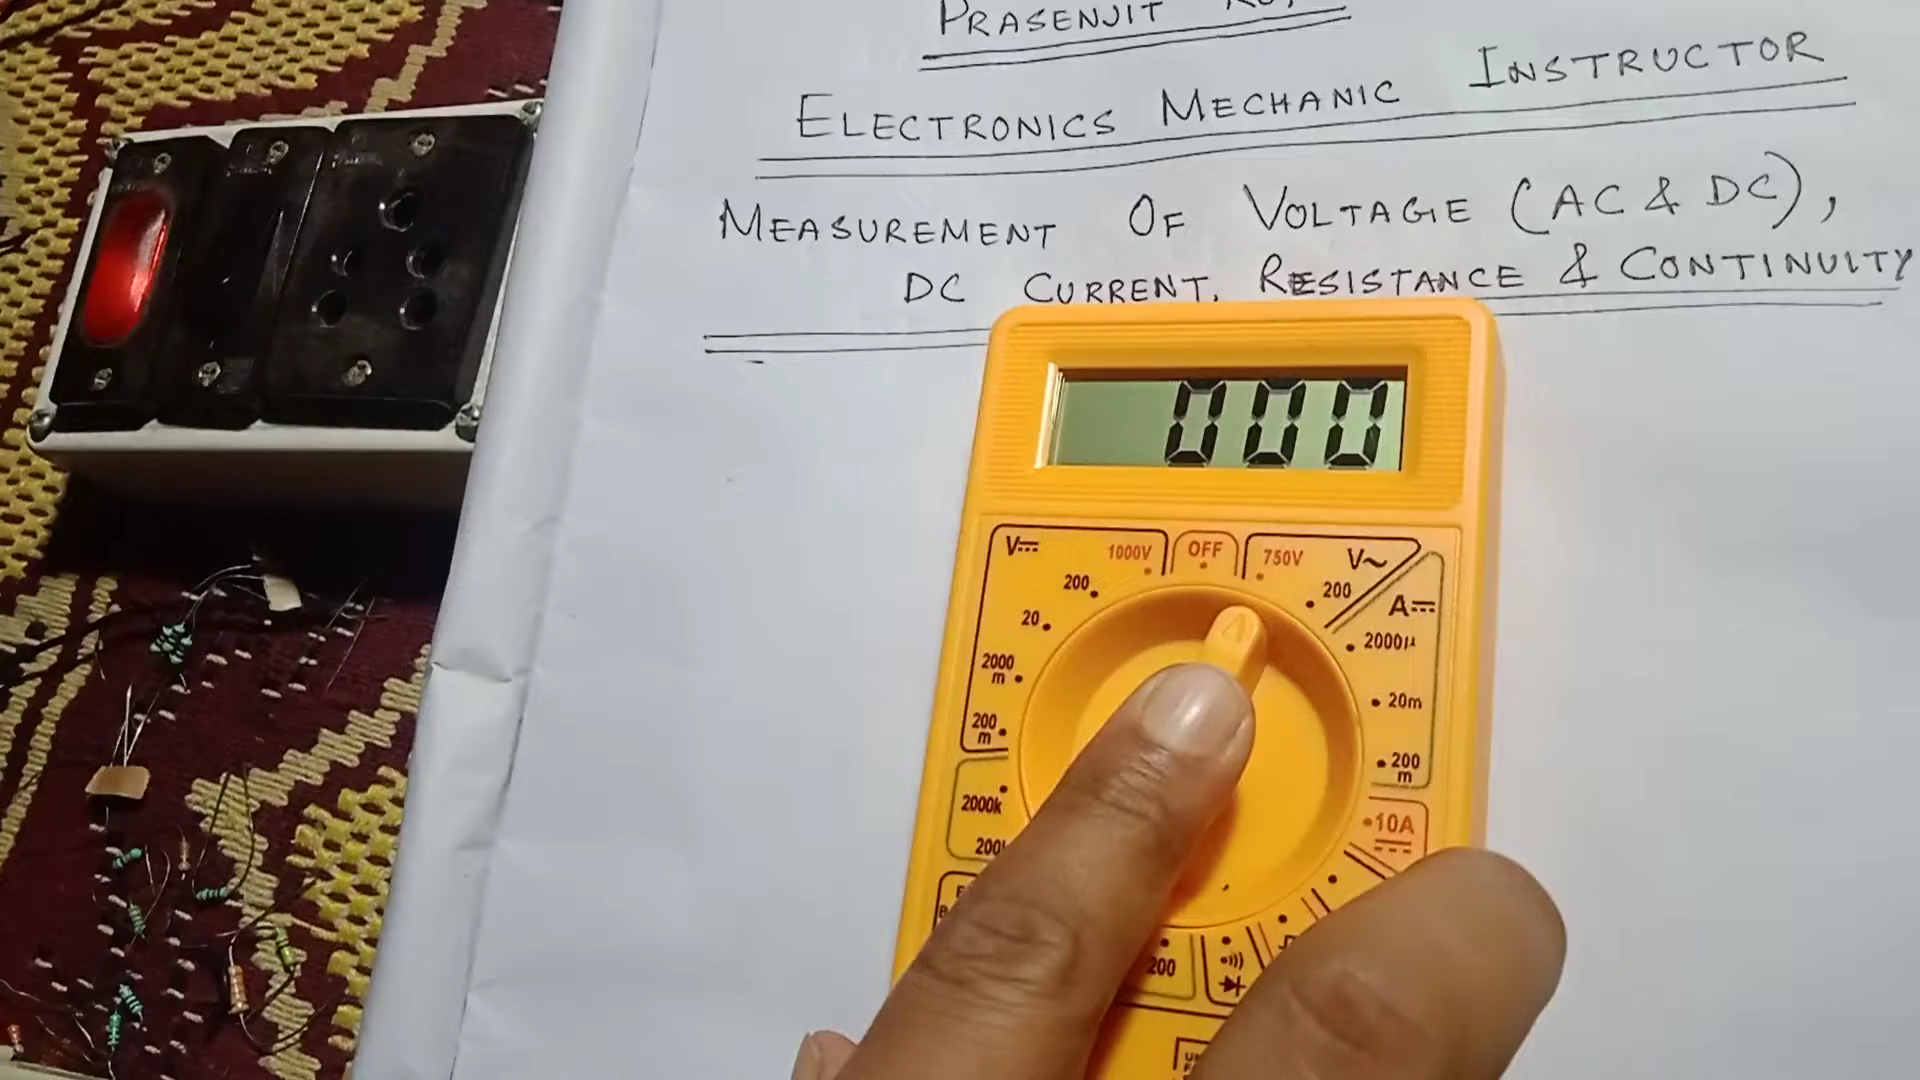 PRASENJIT
ELECTRONICS MECHANIC INSTRUCTOR
MEASUREMENT OF VOLTAGE (AC & DC),
DC CURRENT, RESISTANCE & CONTINUITY
000
V⎓ 1000V OFF 750V V~
200 200
20 A⎓
2000μ
2000
m
20m
200
m
200
m
2000k
10A
200